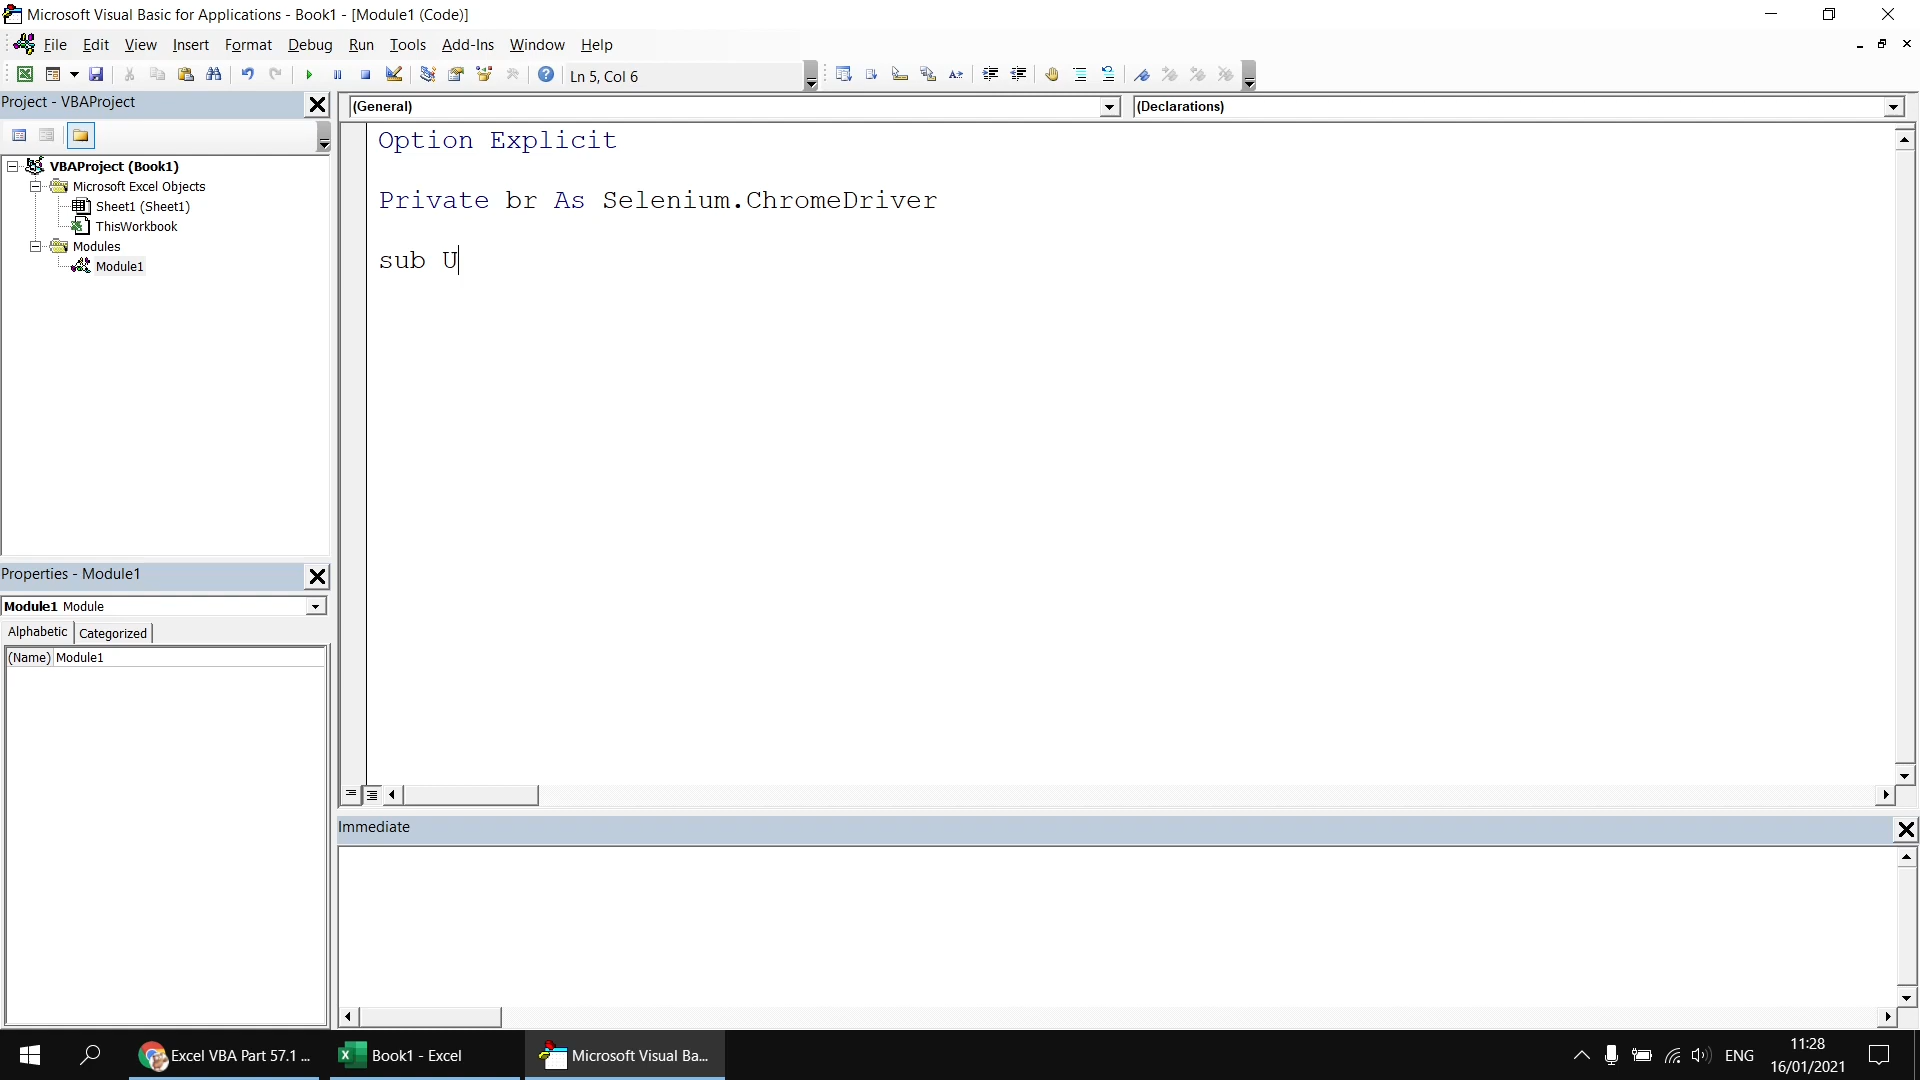 Microsoft Visual Basic for Applications - Book1 - [Module1 (Code)]
File Edit View Insert Format Debug Run Tools Add-Ins Window Help
Ln 5, Col 6
Project - VBAProject
(General) (Declarations)
VBAProject (Book1)
Microsoft Excel Objects
Sheet1 (Sheet1)
ThisWorkbook
Modules
Module1
Option Explicit
Private br As Selenium.ChromeDriver
sub U
Properties - Module1
Module1 Module
Alphabetic Categorized
(Name) Module1
Immediate
Excel VBA Part 57.1 ...
Book1 - Excel
Microsoft Visual Ba...
ENG
11:28
16/01/2021